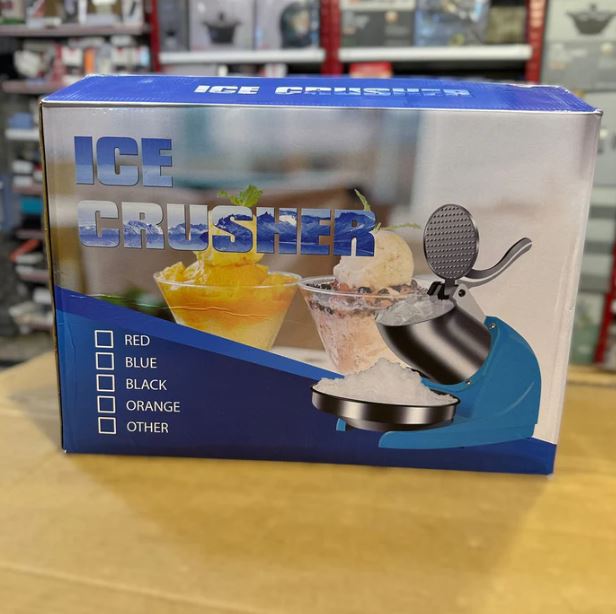 ICE CRUSHER
ICE
CRUSHER
RED
BLUE
BLACK
ORANGE
OTHER